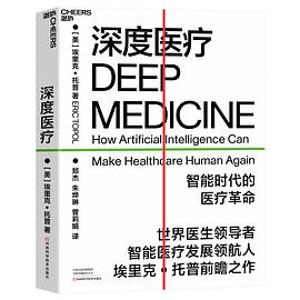 CHEERS
湛庐
深度医疗
[美]埃里克·托普 著
CHEERS
湛庐
[美]埃里克·托普 著
ERIC TOPOL
深度医疗
DEEP
MEDICINE
How Artificial Intelligence Can
Make Healthcare Human Again
郑杰 朱烨琳 曾莉娟 译
智能时代的
医疗革命
世界医生领导者
智能医疗发展领航人
埃里克·托普前瞻之作